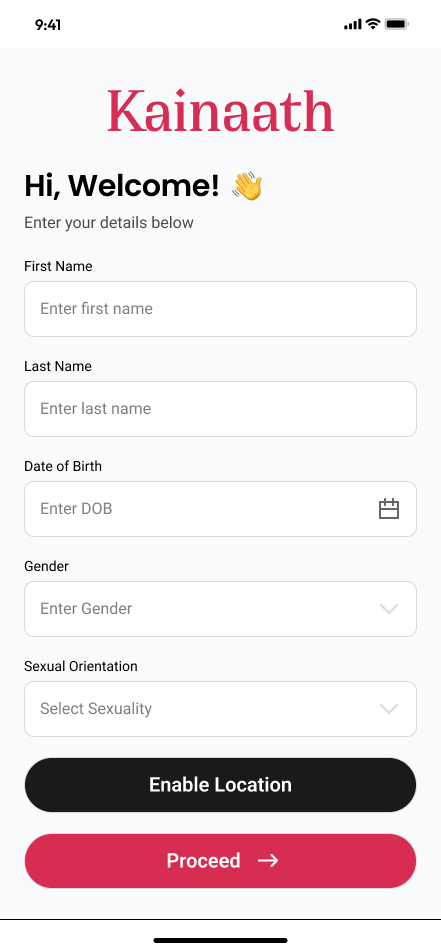 9:41
Kainaath
Hi, Welcome! 👋
Enter your details below
First Name
Enter first name
Last Name
Enter last name
Date of Birth
Enter DOB
Gender
Enter Gender
Sexual Orientation
Select Sexuality
Enable Location
Proceed →